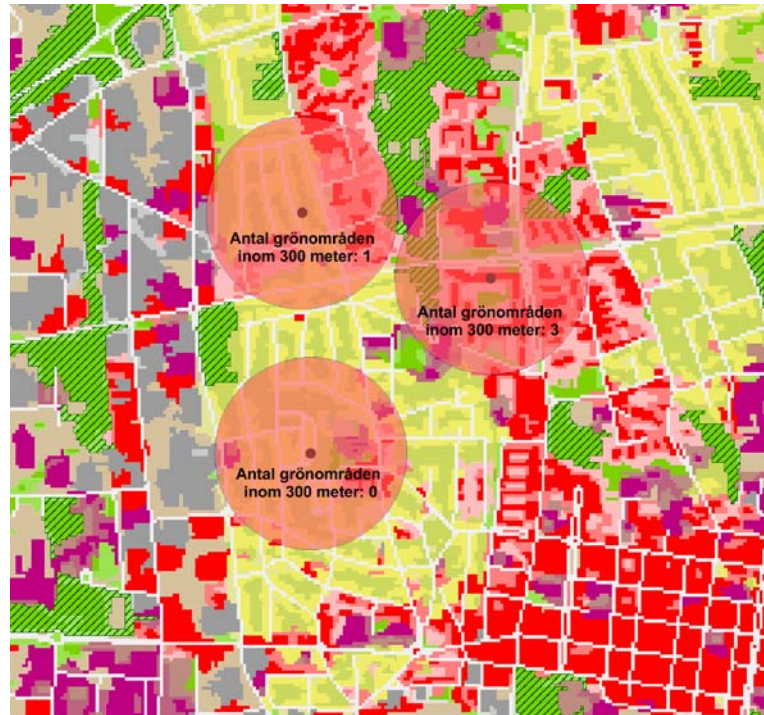 Antal grönområden
inom 300 meter: 1
Antal grönområden
inom 300 meter: 3
Antal grönområden
inom 300 meter: 0